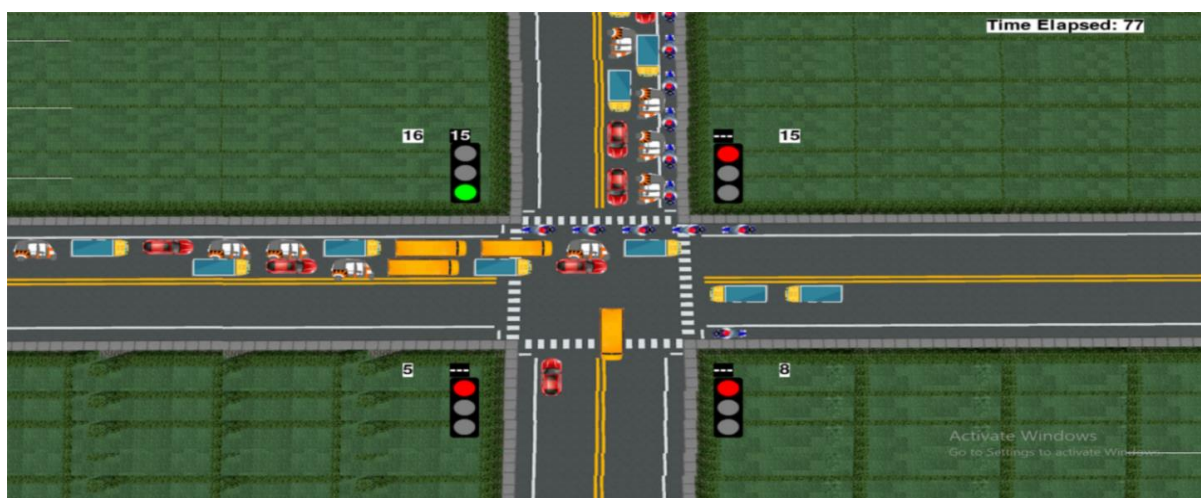 Time Elapsed: 77
16 15
--- 15
5 ---
--- 8
Activate Windows
Go to Settings to activate Windows.